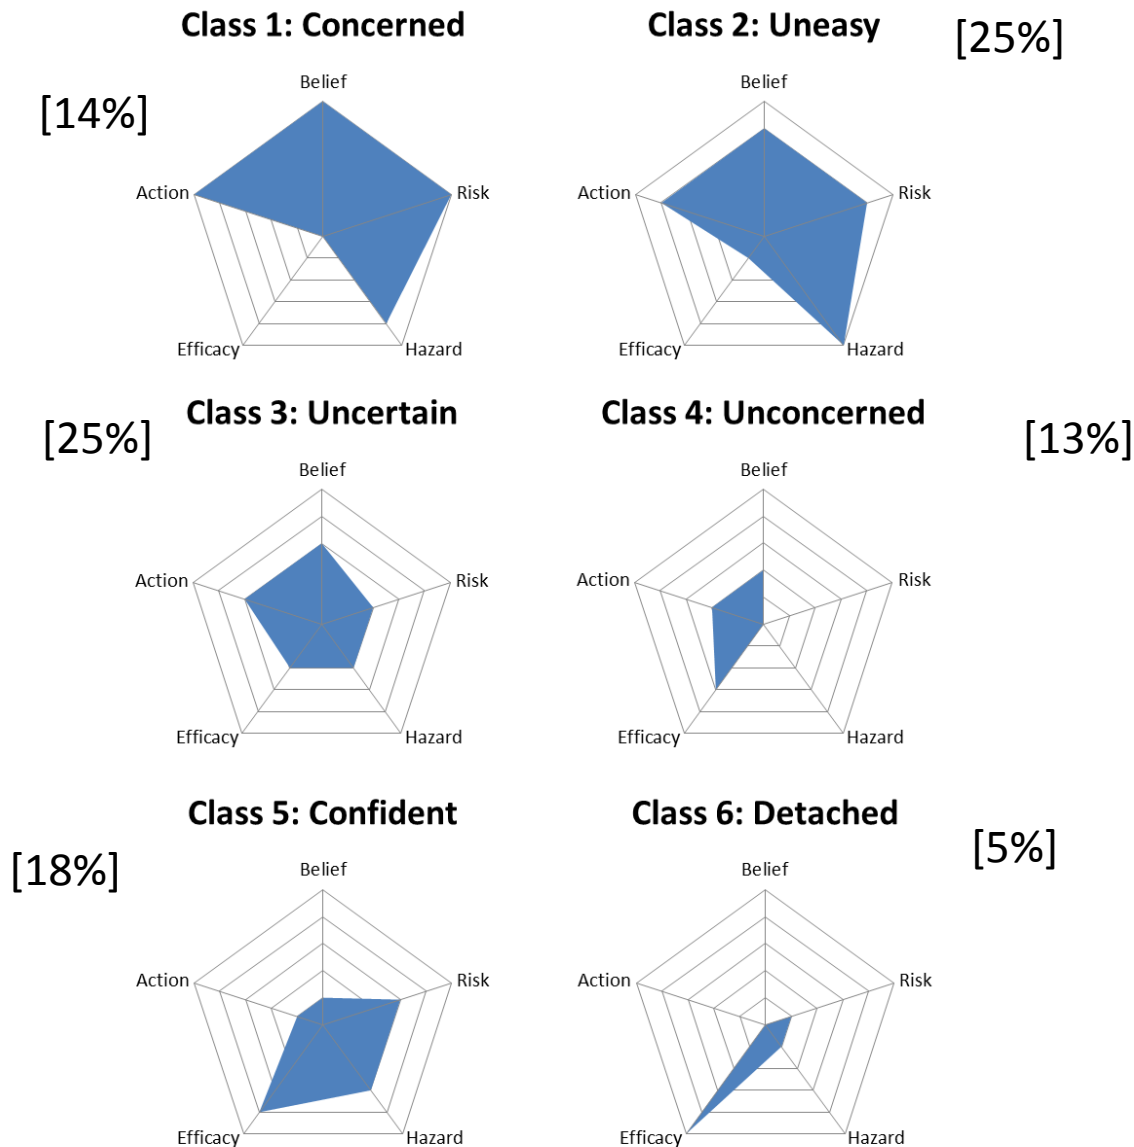 Class 1: Concerned
[14%]
Belief
Action
Risk
Efficacy
Hazard
Class 2: Uneasy
[25%]
Belief
Action
Risk
Efficacy
Hazard
Class 3: Uncertain
[25%]
Belief
Action
Risk
Efficacy
Hazard
Class 4: Unconcerned
[13%]
Belief
Action
Risk
Efficacy
Hazard
Class 5: Confident
[18%]
Belief
Action
Risk
Efficacy
Hazard
Class 6: Detached
[5%]
Belief
Action
Risk
Efficacy
Hazard